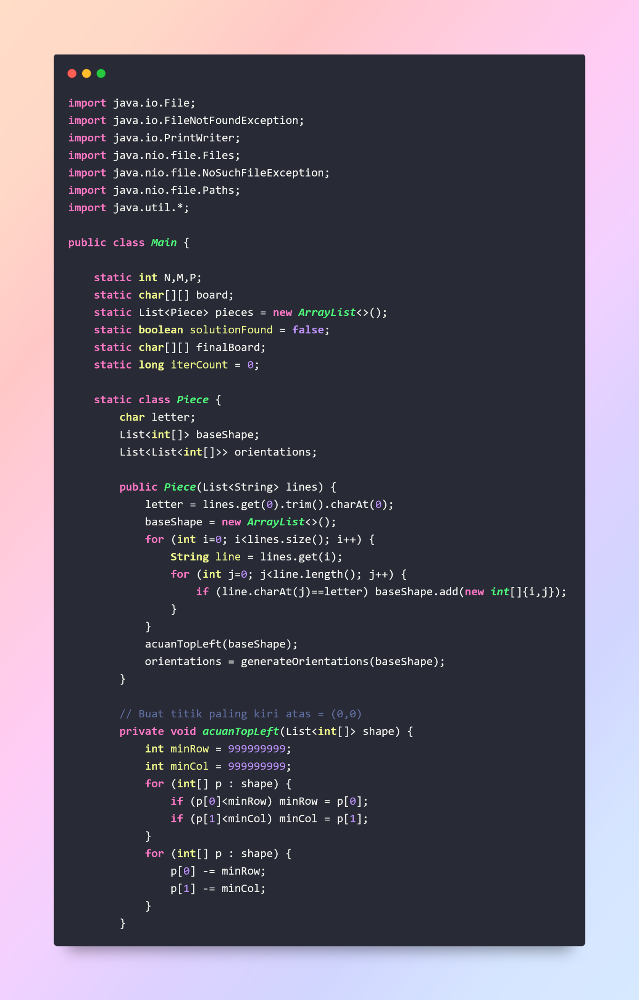 import java.io.File;
import java.io.FileNotFoundException;
import java.io.PrintWriter;
import java.nio.file.Files;
import java.nio.file.NoSuchFileException;
import java.nio.file.Paths;
import java.util.*;

public class Main {

    static int N,M,P;
    static char[][] board;
    static List<Piece> pieces = new ArrayList<>();
    static boolean solutionFound = false;
    static char[][] finalBoard;
    static long iterCount = 0;

    static class Piece {
        char letter;
        List<int[]> baseShape;
        List<List<int[]>> orientations;

        public Piece(List<String> lines) {
            letter = lines.get(0).trim().charAt(0);
            baseShape = new ArrayList<>();
            for (int i=0; i<lines.size(); i++) {
                String line = lines.get(i);
                for (int j=0; j<line.length(); j++) {
                    if (line.charAt(j)==letter) baseShape.add(new int[]{i,j});
                }
            }
            acuanTopLeft(baseShape);
            orientations = generateOrientations(baseShape);
        }

        // Buat titik paling kiri atas = (0,0)
        private void acuanTopLeft(List<int[]> shape) {
            int minRow = 999999999;
            int minCol = 999999999;
            for (int[] p : shape) {
                if (p[0]<minRow) minRow = p[0];
                if (p[1]<minCol) minCol = p[1];
            }
            for (int[] p : shape) {
                p[0] -= minRow;
                p[1] -= minCol;
            }
        }